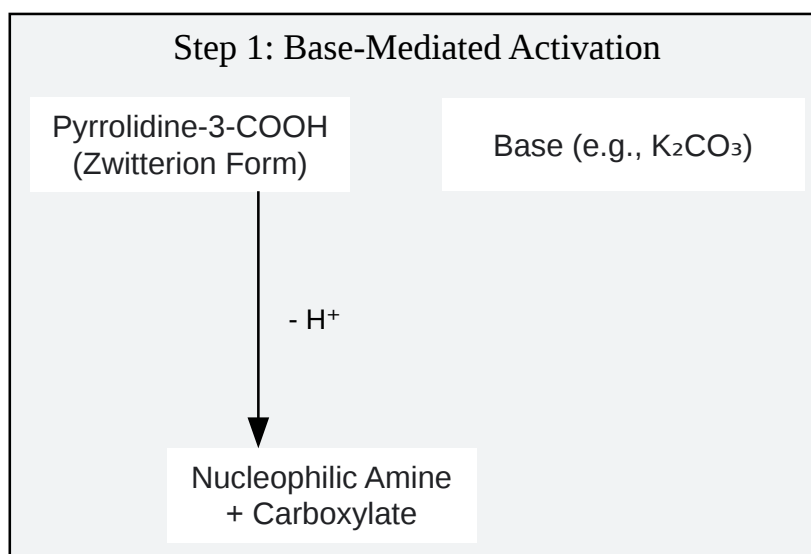 Step 1: Base-Mediated Activation
Pyrrolidine-3-COOH
(Zwitterion Form)
Base (e.g., K₂CO₃)
- H⁺
Nucleophilic Amine
+ Carboxylate